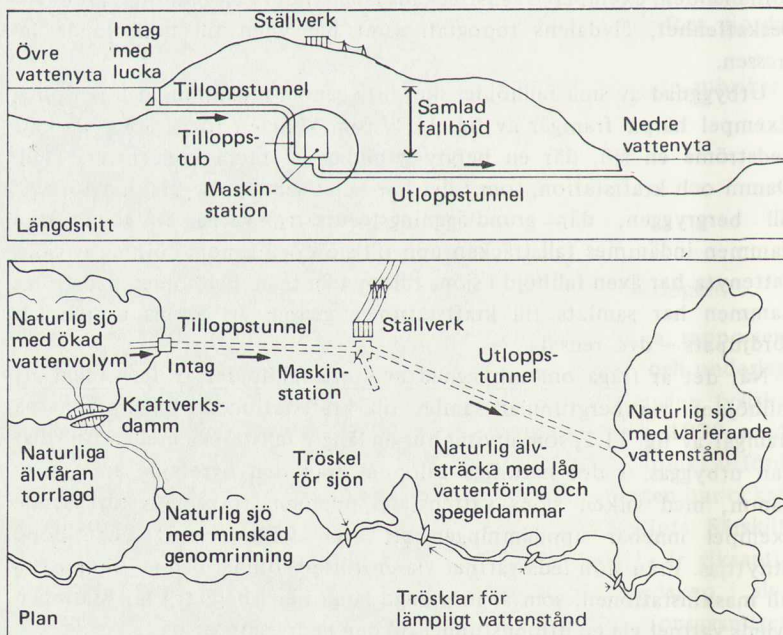 Ställverk
Intag
med
lucka
Övre
vattenyta
Tilloppstunnel
Samlad
fallhöjd
Nedre
vattenyta
Tillopps-
tub
Maskin-
station
Utloppstunnel
Längdsnitt
Naturlig sjö
med ökad
vattenvolym
Tilloppstunnel
Ställverk
Intag
Maskin-
station
Utlopps-
tunnel
Kraftverks-
damm
Naturliga
älvfåran
torrlagd
Naturlig sjö
med minskad
genomrinning
Tröskel
för sjön
Naturlig älv-
sträcka med låg
vattenföring och
spegeldammar
Naturlig sjö
med varierande
vattenstånd
Trösklar för
lämpligt vattenstånd
Plan